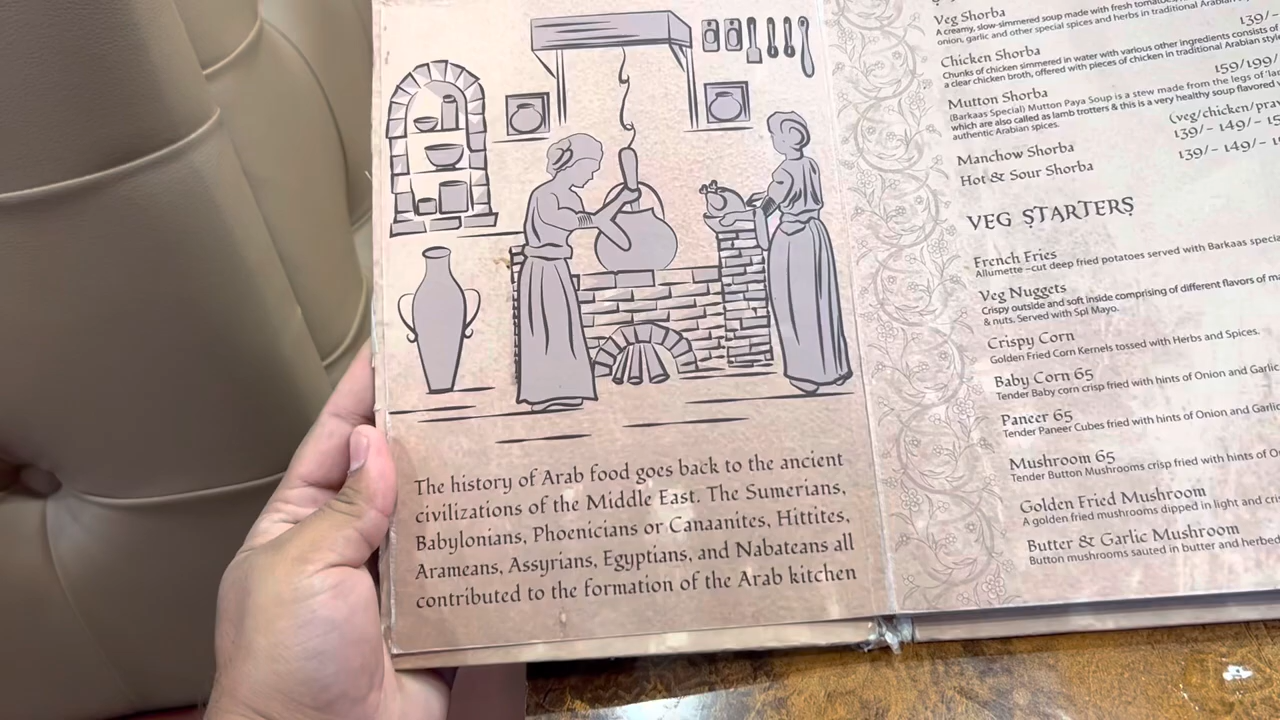 The history of Arab food goes back to the ancient
civilizations of the Middle East. The Sumerians,
Babylonians, Phoenicians or Canaanites, Hittites,
Arameans, Assyrians, Egyptians, and Nabateans all
contributed to the formation of the Arab kitchen
Veg Shorba
A creamy, slow-simmered soup made with fresh
onion, garlic and other special spices and herbs in traditional
139/-
Chicken Shorba
Chunks of chicken simmered in water with various other ingredients consists of
a clear chicken broth, offered with pieces of chicken in traditional Arabian
159/199/
Mutton Shorba
(Barkaas Special) Mutton Paya Soup is a stew made from the legs of
which are also called as lamb trotters & this is a very healthy soup flavored
authentic Arabian spices.
(veg/chicken/
Manchow Shorba 139/- 149/-
Hot & Sour Shorba 139/- 149/-
VEG STARTERS
French Fries
Allumette -cut deep fried potatoes served with Barkaas
Veg Nuggets
Crispy outside and soft inside comprising of different flavors of
& nuts. Served with Spl Mayo.
Crispy Corn
Golden Fried Corn Kernels tossed with Herbs and Spices.
Baby Corn 65
Tender Baby corn crisp fried with hints of Onion and Garlic
Paneer 65
Tender Paneer Cubes fried with hints of Onion and Garlic
Mushroom 65
Tender Button Mushrooms crisp fried with hints of
Golden Fried Mushroom
A golden fried mushrooms dipped in light and
Butter & Garlic Mushroom
Button mushrooms sauted in butter and